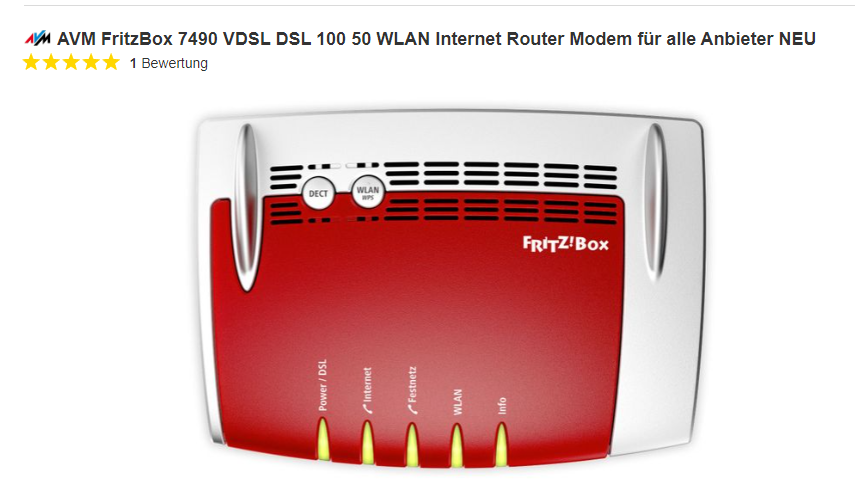 AVM AVM FritzBox 7490 VDSL DSL 100 50 WLAN Internet Router Modem für alle Anbieter NEU
1 Bewertung
DECT
WLAN
WPS
FRITZ!Box
Power / DSL
Internet
Festnetz
WLAN
Info